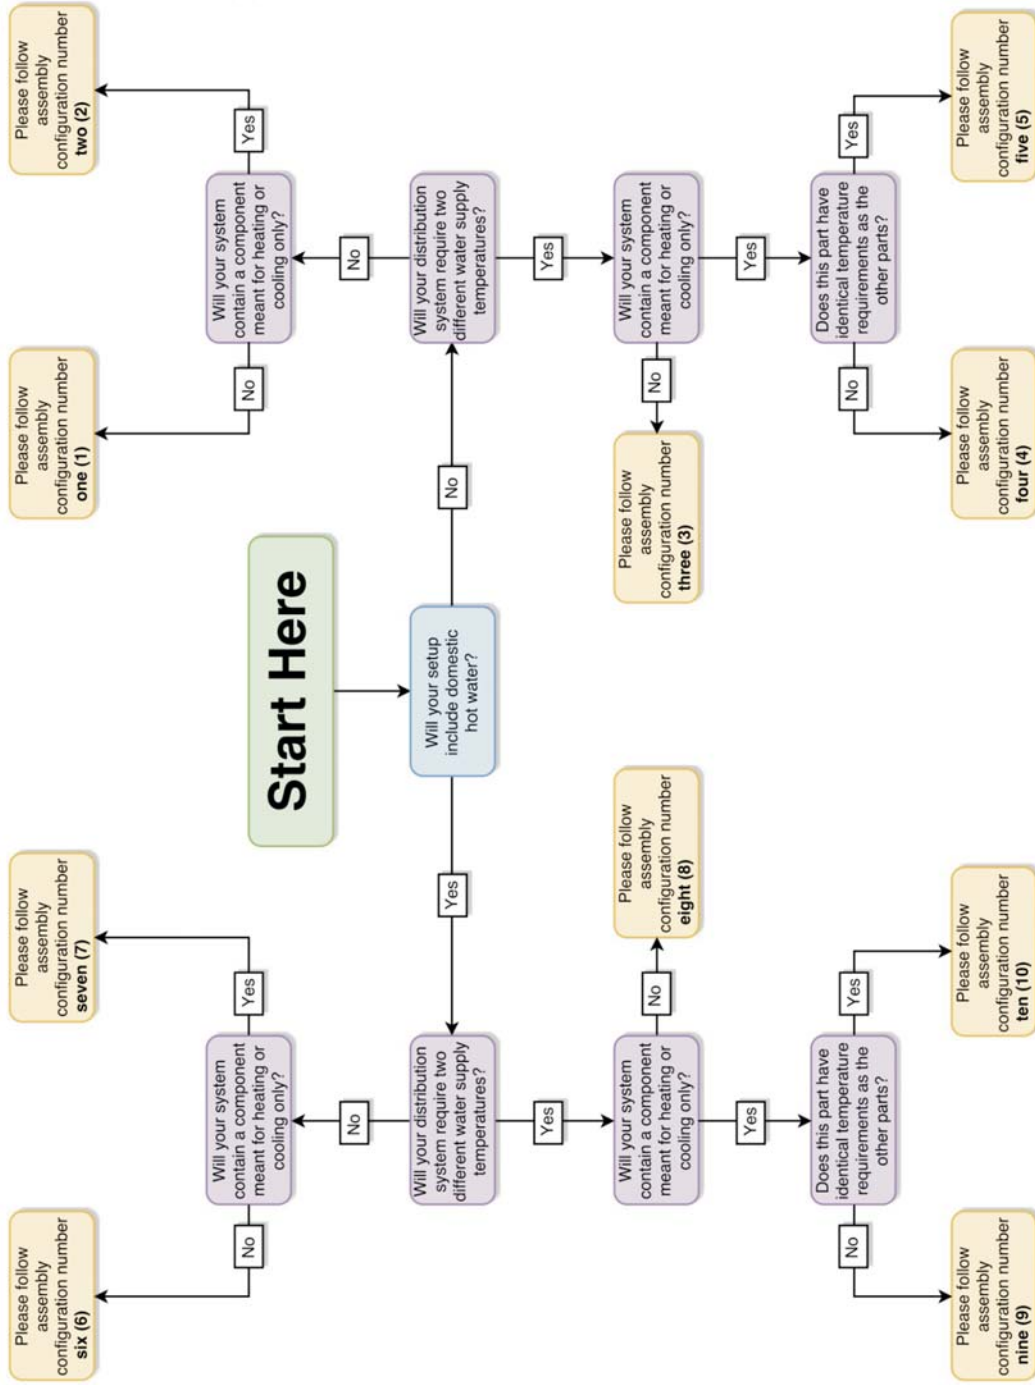 Please follow
assembly
configuration number
six (6)
Please follow
assembly
configuration number
seven (7)
Please follow
assembly
configuration number
one (1)
Please follow
assembly
configuration number
two (2)
No
Will your system
contain a component
meant for heating or
cooling only?
Yes
No
Will your system
contain a component
meant for heating or
cooling only?
Yes
Start Here
No
No
Will your distribution
system require two
different water supply
temperatures?
Yes
Will your setup
include domestic
hot water?
No
Will your distribution
system require two
different water supply
temperatures?
Yes
Yes
Will your system
contain a component
meant for heating or
cooling only?
No
Please follow
assembly
configuration number
eight (8)
Please follow
assembly
configuration number
three (3)
No
Will your system
contain a component
meant for heating or
cooling only?
Yes
Yes
No
Does this part have
identical temperature
requirements as the
other parts?
Yes
No
Does this part have
identical temperature
requirements as the
other parts?
Yes
Please follow
assembly
configuration number
nine (9)
Please follow
assembly
configuration number
ten (10)
Please follow
assembly
configuration number
four (4)
Please follow
assembly
configuration number
five (5)